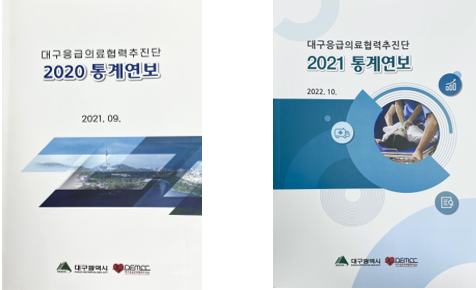 대구응급의료협력추진단
2020 통계연보
2021. 09.
대구광역시
DEMCC
대구응급의료협력추진단
2021 통계연보
2022. 10.
대구광역시
DEMCC